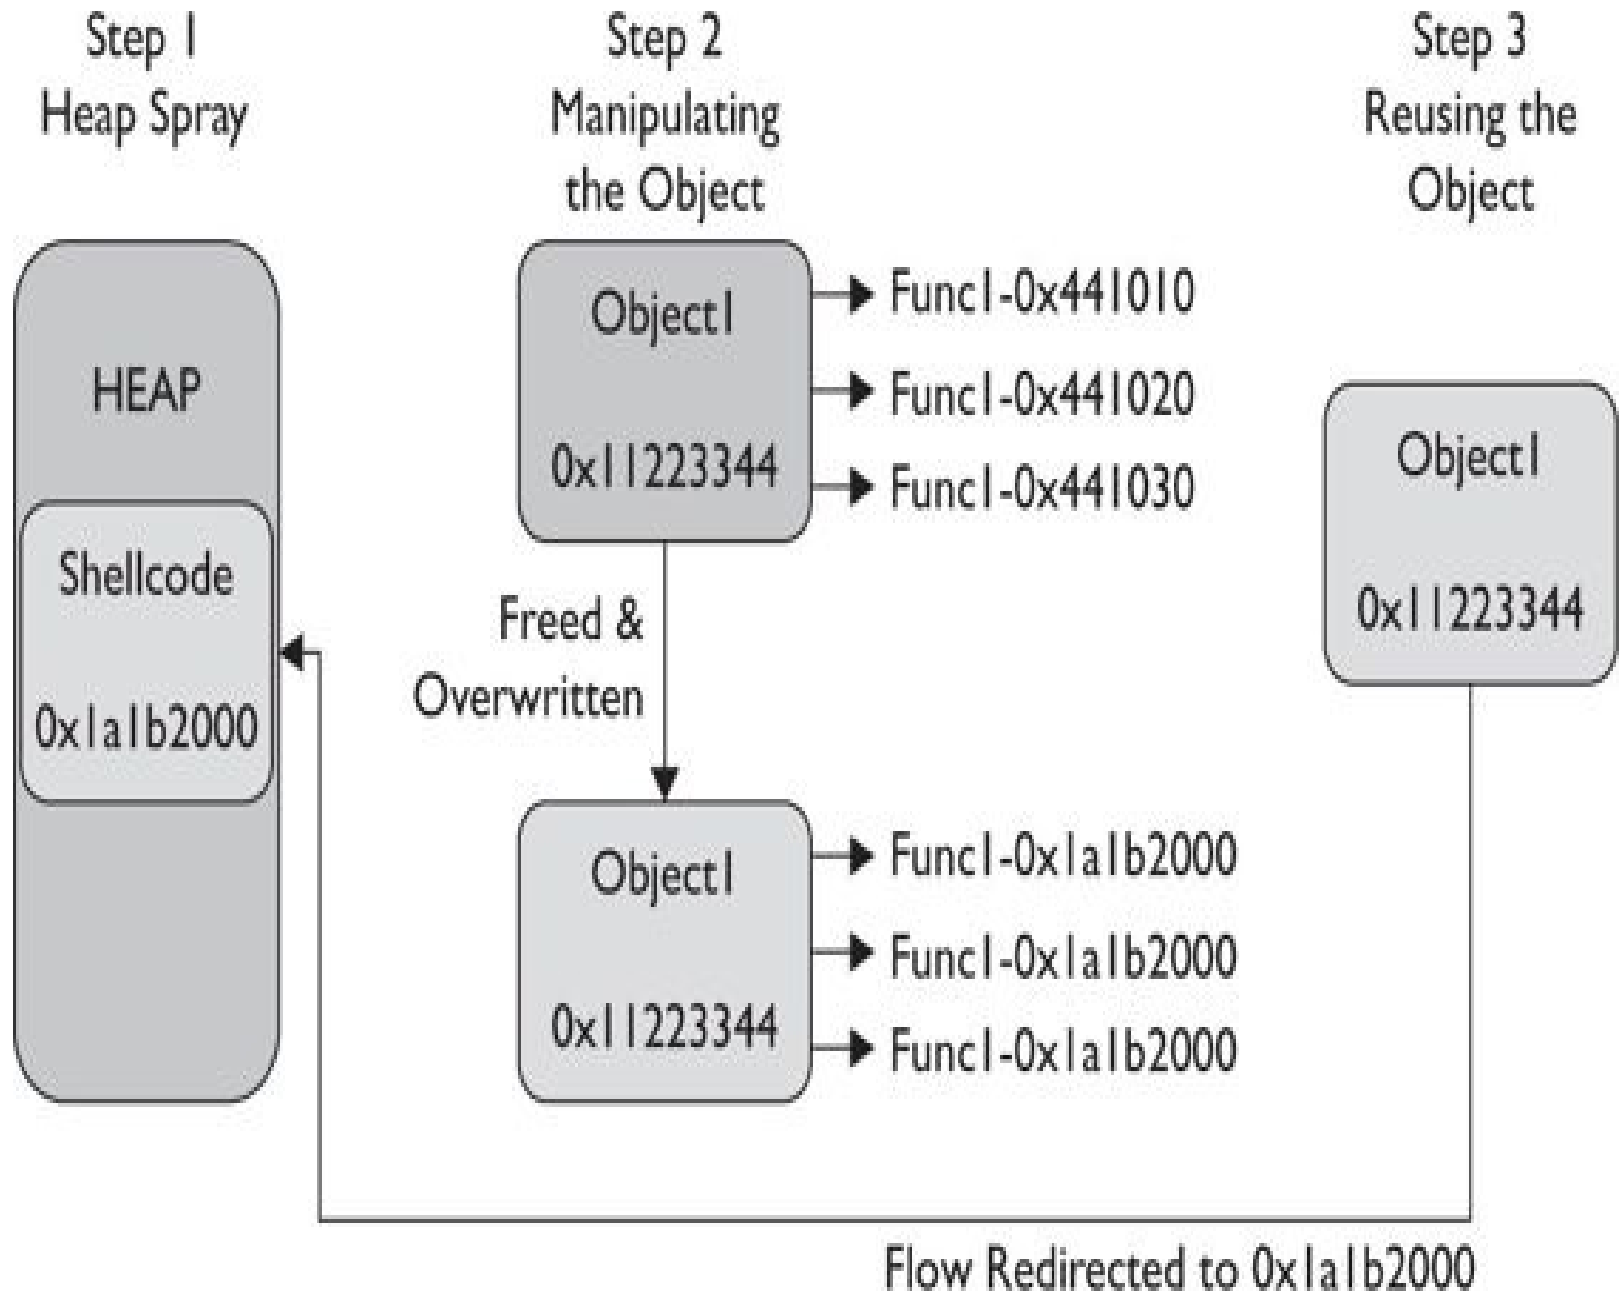 Step 1
Heap Spray
Step 2
Manipulating
the Object
Step 3
Reusing the
Object
HEAP
Shellcode
0x1a1b2000
Object1
0x11223344
Func1-0x441010
Func1-0x441020
Func1-0x441030
Freed &
Overwritten
Object1
0x11223344
Func1-0x1a1b2000
Func1-0x1a1b2000
Func1-0x1a1b2000
Object1
0x11223344
Flow Redirected to 0x1a1b2000